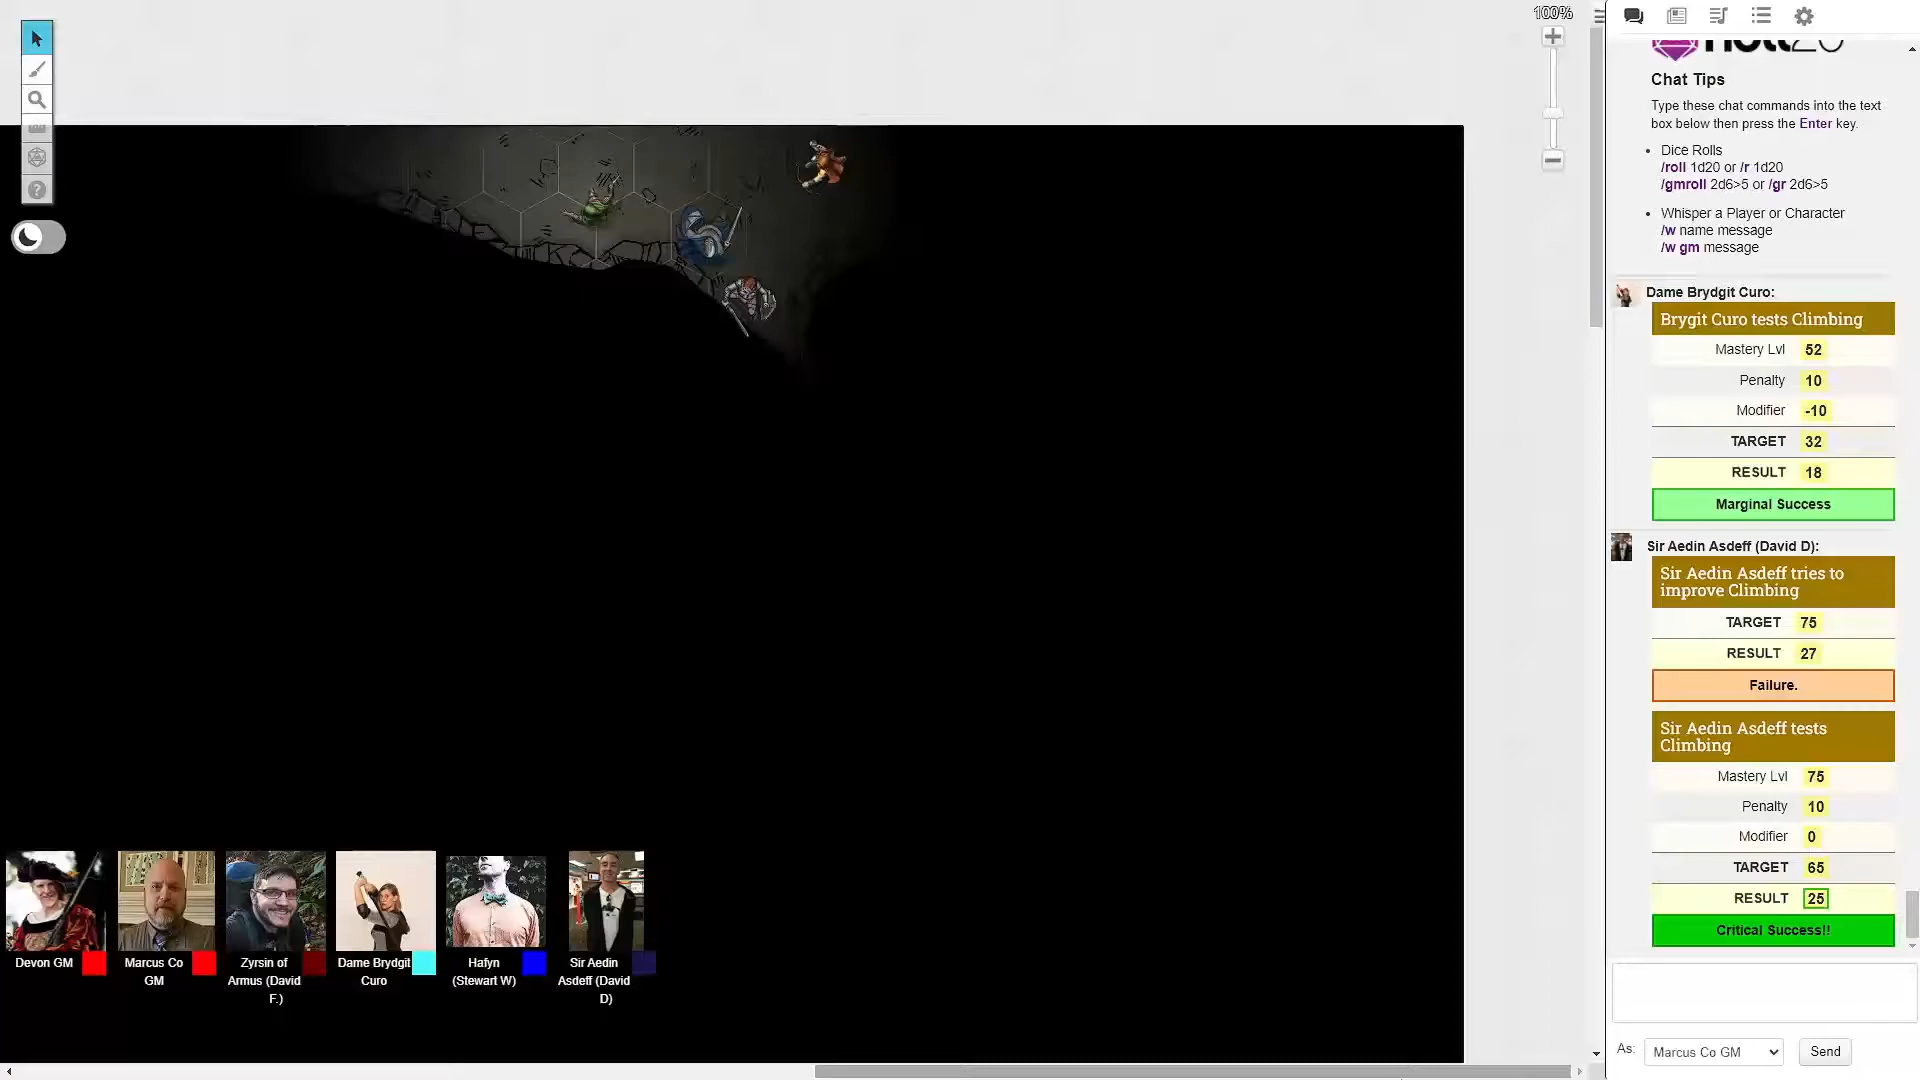 100%
Chat Tips
Type these chat commands into the text
box below then press the Enter key.
Dice Rolls
/roll 1d20 or /r 1d20
/gmroll 2d6>5 or /gr 2d6>5
Whisper a Player or Character
/w name message
/w gm message
Dame Brydgit Curo:
Brygit Curo tests Climbing
Mastery Lvl 52
Penalty 10
Modifier -10
TARGET 32
RESULT 18
Marginal Success
Sir Aedin Asdeff (David D):
Sir Aedin Asdeff tries to
improve Climbing
TARGET 75
RESULT 27
Failure.
Sir Aedin Asdeff tests
Climbing
Mastery Lvl 75
Penalty 10
Modifier 0
TARGET 65
RESULT 25
Critical Success!!
As: Marcus Co GM Send
Devon GM
Marcus Co
GM
Zyrsin of
Armus (David
F.)
Dame Brydgit
Curo
Hafyn
(Stewart W)
Sir Aedin
Asdeff (David
D)